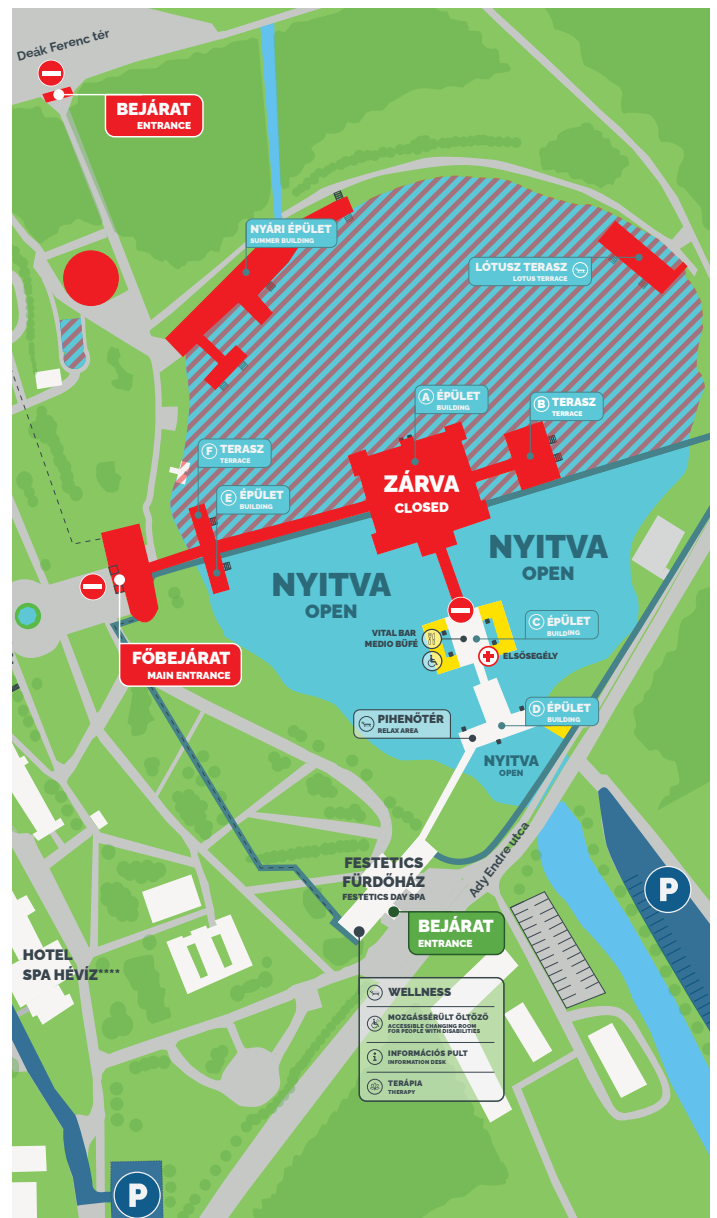 Deák Ferenc tér
BEJÁRAT
ENTRANCE
NYÁRI ÉPÜLET
SUMMER BUILDING
LÓTUSZ TERASZ
LOTUS TERRACE
A ÉPÜLET
BUILDING
B TERASZ
TERRACE
F TERASZ
TERRACE
E ÉPÜLET
BUILDING
ZÁRVA
CLOSED
NYITVA
OPEN
NYITVA
OPEN
C ÉPÜLET
BUILDING
VITAL BAR
MEDIO BÜFÉ
ELSŐSEGÉLY
FŐBEJÁRAT
MAIN ENTRANCE
D ÉPÜLET
BUILDING
PIHENŐTÉR
RELAX AREA
NYITVA
OPEN
Ady Endre utca
FESTETICS
FÜRDŐHÁZ
FESTETICS DAY SPA
P
BEJÁRAT
ENTRANCE
HOTEL
SPA HÉVÍZ****
WELLNESS
MOZGÁSSÉRÜLT ÖLTÖZŐ
ACCESSIBLE CHANGING ROOM
FOR PEOPLE WITH DISABILITIES
i
INFORMÁCIÓS PULT
INFORMATION DESK
TERÁPIA
THERAPY
P